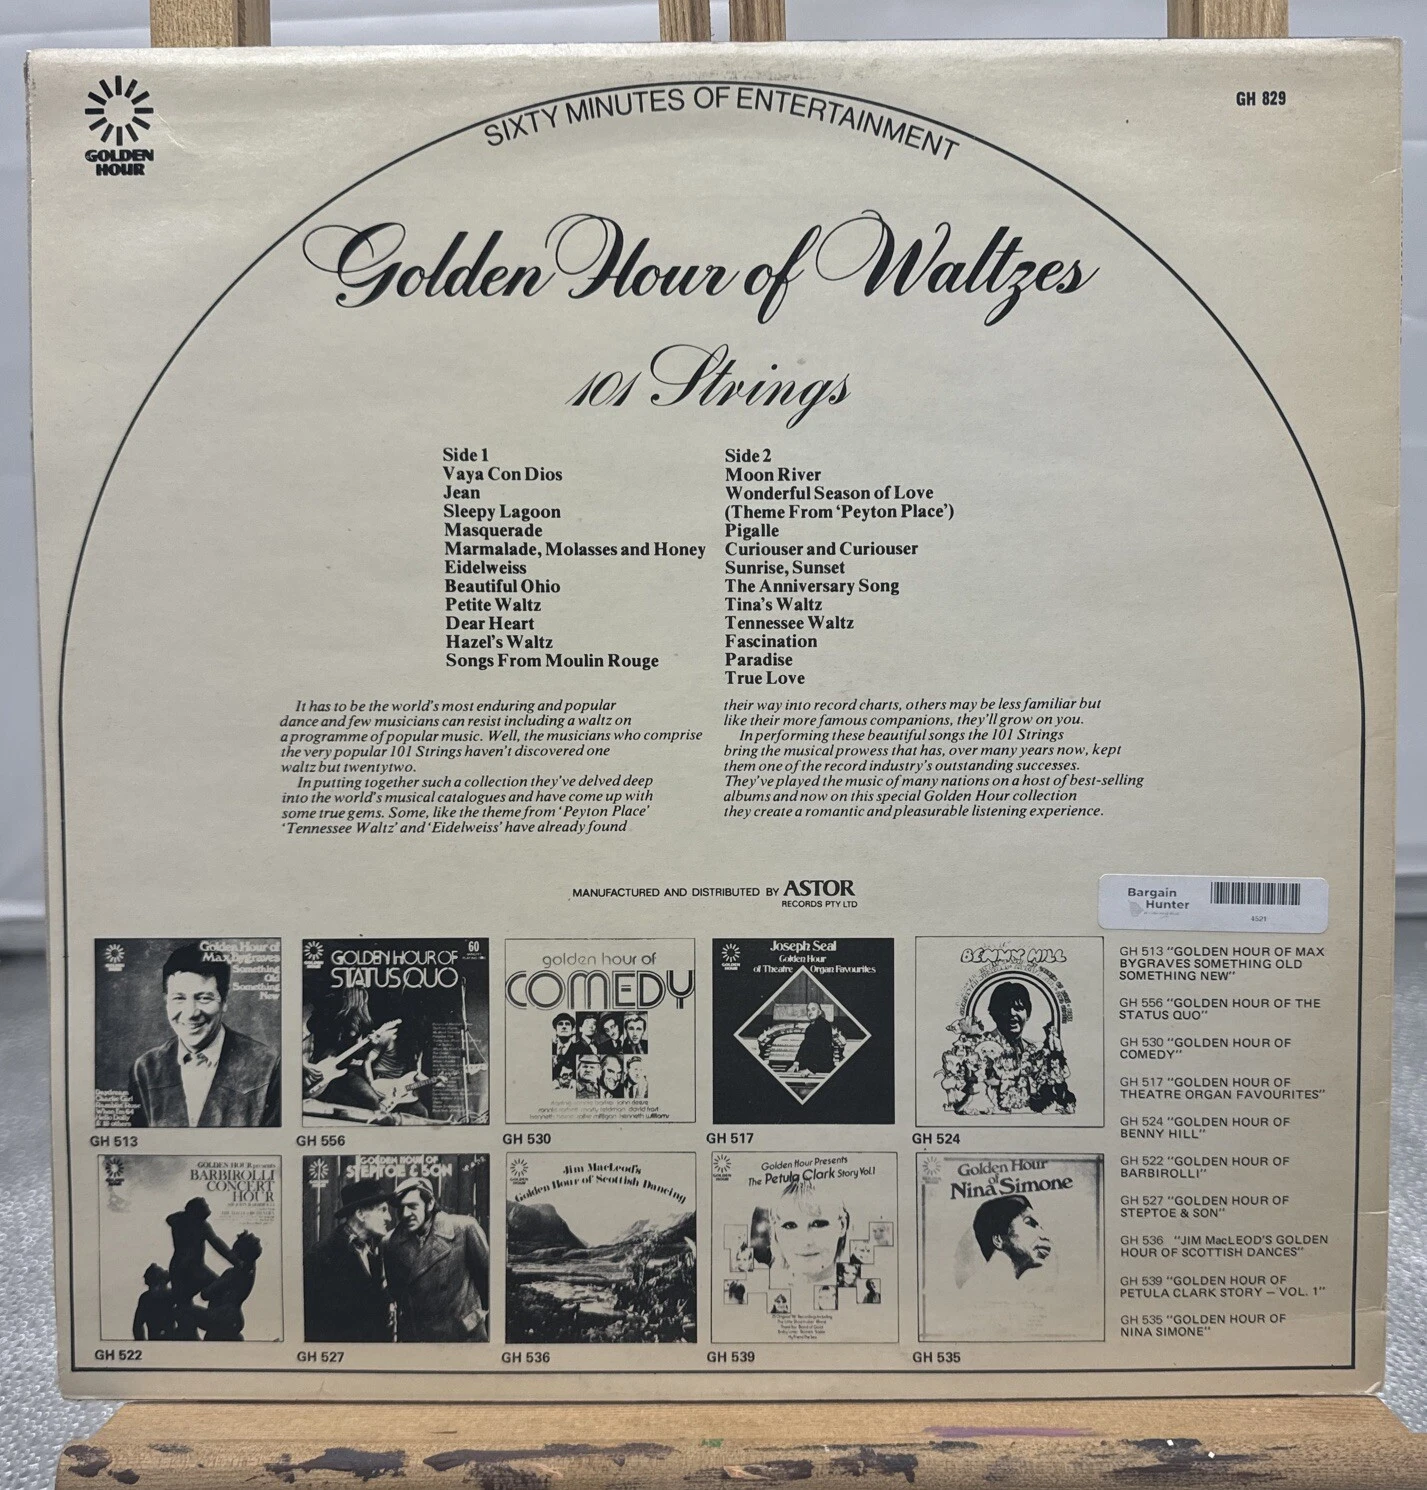 GOLDEN
HOUR
GH 829
SIXTY MINUTES OF ENTERTAINMENT
Golden Hour of Waltzes
101 Strings
Side 1
Vaya Con Dios
Jean
Sleepy Lagoon
Masquerade
Marmalade, Molasses and Honey
Eidelweiss
Beautiful Ohio
Petite Waltz
Dear Heart
Hazel's Waltz
Songs From Moulin Rouge
Side 2
Moon River
Wonderful Season of Love
(Theme From 'Peyton Place')
Pigalle
Curiouser and Curiouser
Sunrise, Sunset
The Anniversary Song
Tina's Waltz
Tennessee Waltz
Fascination
Paradise
True Love
It has to be the world's most enduring and popular
dance and few musicians can resist including a waltz on
a programme of popular music. Well, the musicians who comprise
the very popular 101 Strings haven't discovered one
waltz but twentytwo.
In putting together such a collection they've delved deep
into the world's musical catalogues and have come up with
some true gems. Some, like the theme from 'Peyton Place'
'Tennessee Waltz' and 'Eidelweiss' have already found
their way into record charts, others may be less familiar but
like their more famous companions, they'll grow on you.
In performing these beautiful songs the 101 Strings
bring the musical prowess that has, over many years now, kept
them one of the record industry's outstanding successes.
They've played the music of many nations on a host of best-selling
albums and now on this special Golden Hour collection
they create a romantic and pleasurable listening experience.
MANUFACTURED AND DISTRIBUTED BY ASTOR
RECORDS PTY LTD
Bargain
Hunter
4521
Golden Hour of
Max Bygraves
Something
Old
Something
New
GH 513
60
GOLDEN HOUR OF
STATUS QUO
GH 556
golden hour of
COMEDY
GH 530
Joseph Seal
Golden Hour
of Theatre Organ Favourites
GH 517
BENNY HILL
GH 524
GOLDEN HOUR presents
BARBIROLLI
CONCERT
HOUR
GH 522
GOLDEN HOUR OF
STEPTOE & SON
GH 527
Jim MacLeod's
Golden Hour of Scottish Dancing
GH 536
Golden Hour Presents
The Petula Clark Story Vol.1
GH 539
Golden Hour
of
Nina Simone
GH 535
GH 513 "GOLDEN HOUR OF MAX
BYGRAVES SOMETHING OLD
SOMETHING NEW"
GH 556 "GOLDEN HOUR OF THE
STATUS QUO"
GH 530 "GOLDEN HOUR OF
COMEDY"
GH 517 "GOLDEN HOUR OF
THEATRE ORGAN FAVOURITES"
GH 524 "GOLDEN HOUR OF
BENNY HILL"
GH 522 "GOLDEN HOUR OF
BARBIROLLI"
GH 527 "GOLDEN HOUR OF
STEPTOE & SON"
GH 536 "JIM MacLEOD'S GOLDEN
HOUR OF SCOTTISH DANCES"
GH 539 "GOLDEN HOUR OF
PETULA CLARK STORY – VOL. 1"
GH 535 "GOLDEN HOUR OF
NINA SIMONE"